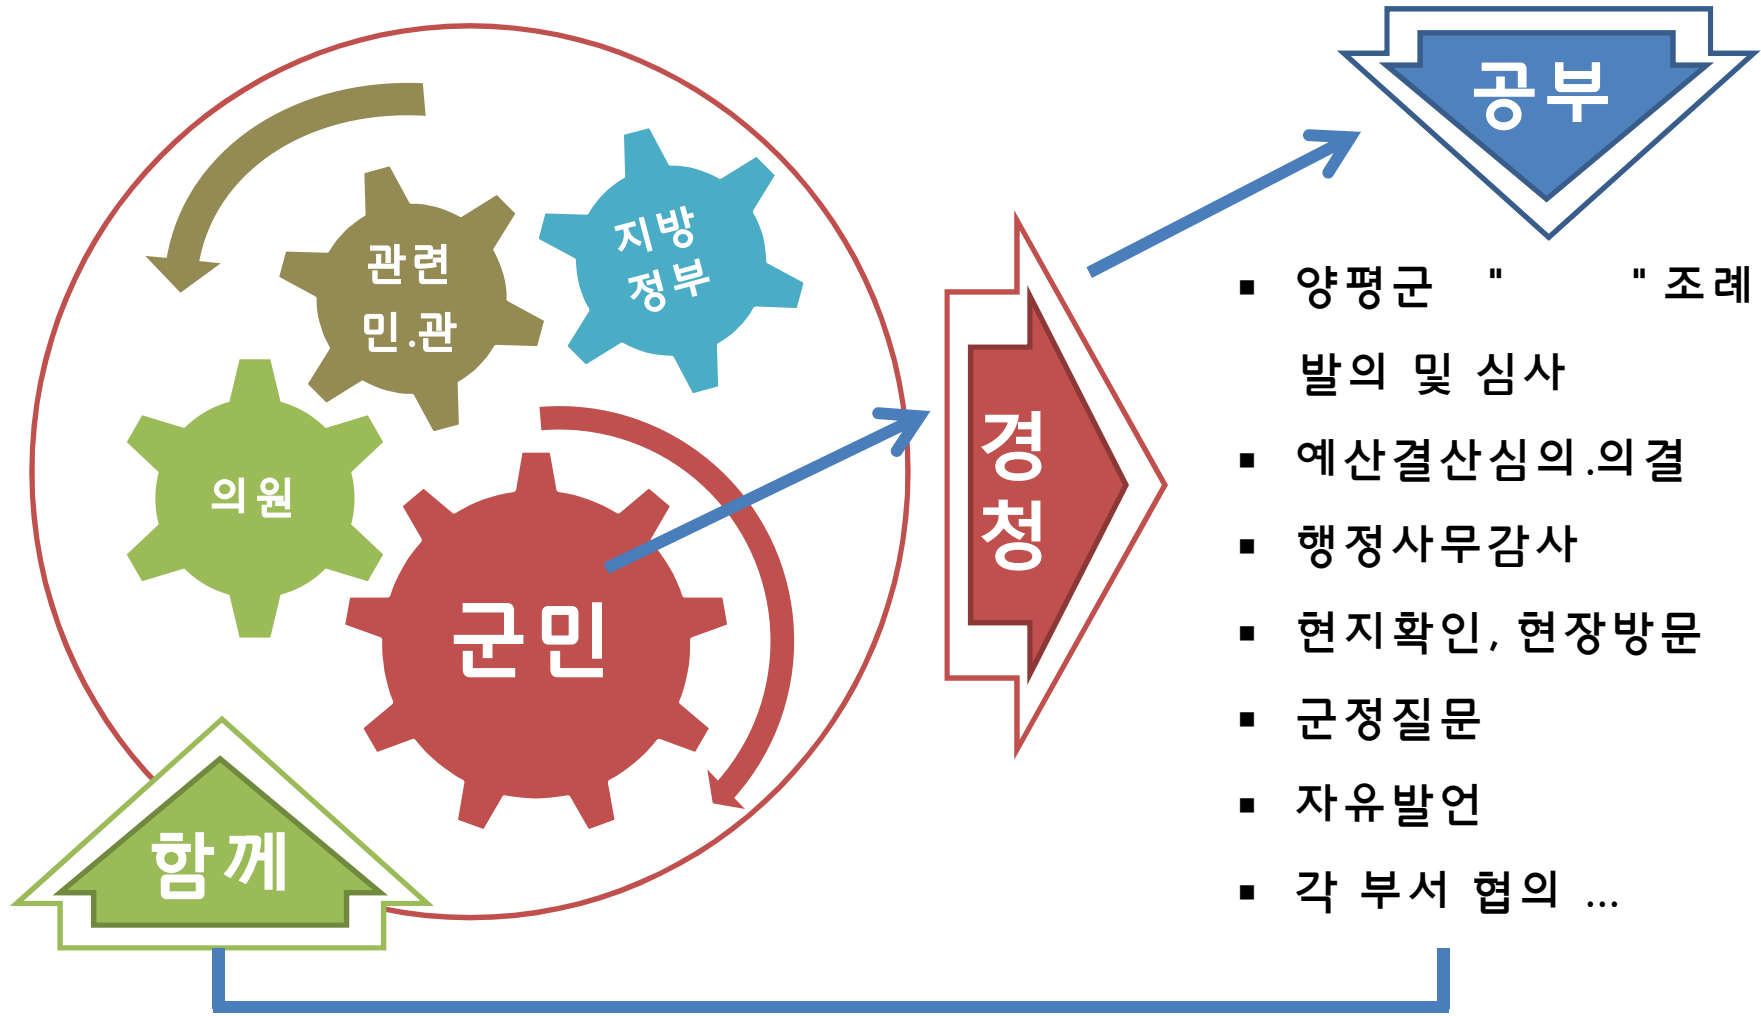 공부
지방
정부
관련
민.관
의원
군민
함께
경
청
▪ 양평군 " " 조례
발의 및 심사
▪ 예산결산심의.의결
▪ 행정사무감사
▪ 현지확인, 현장방문
▪ 군정질문
▪ 자유발언
▪ 각 부서 협의 ...